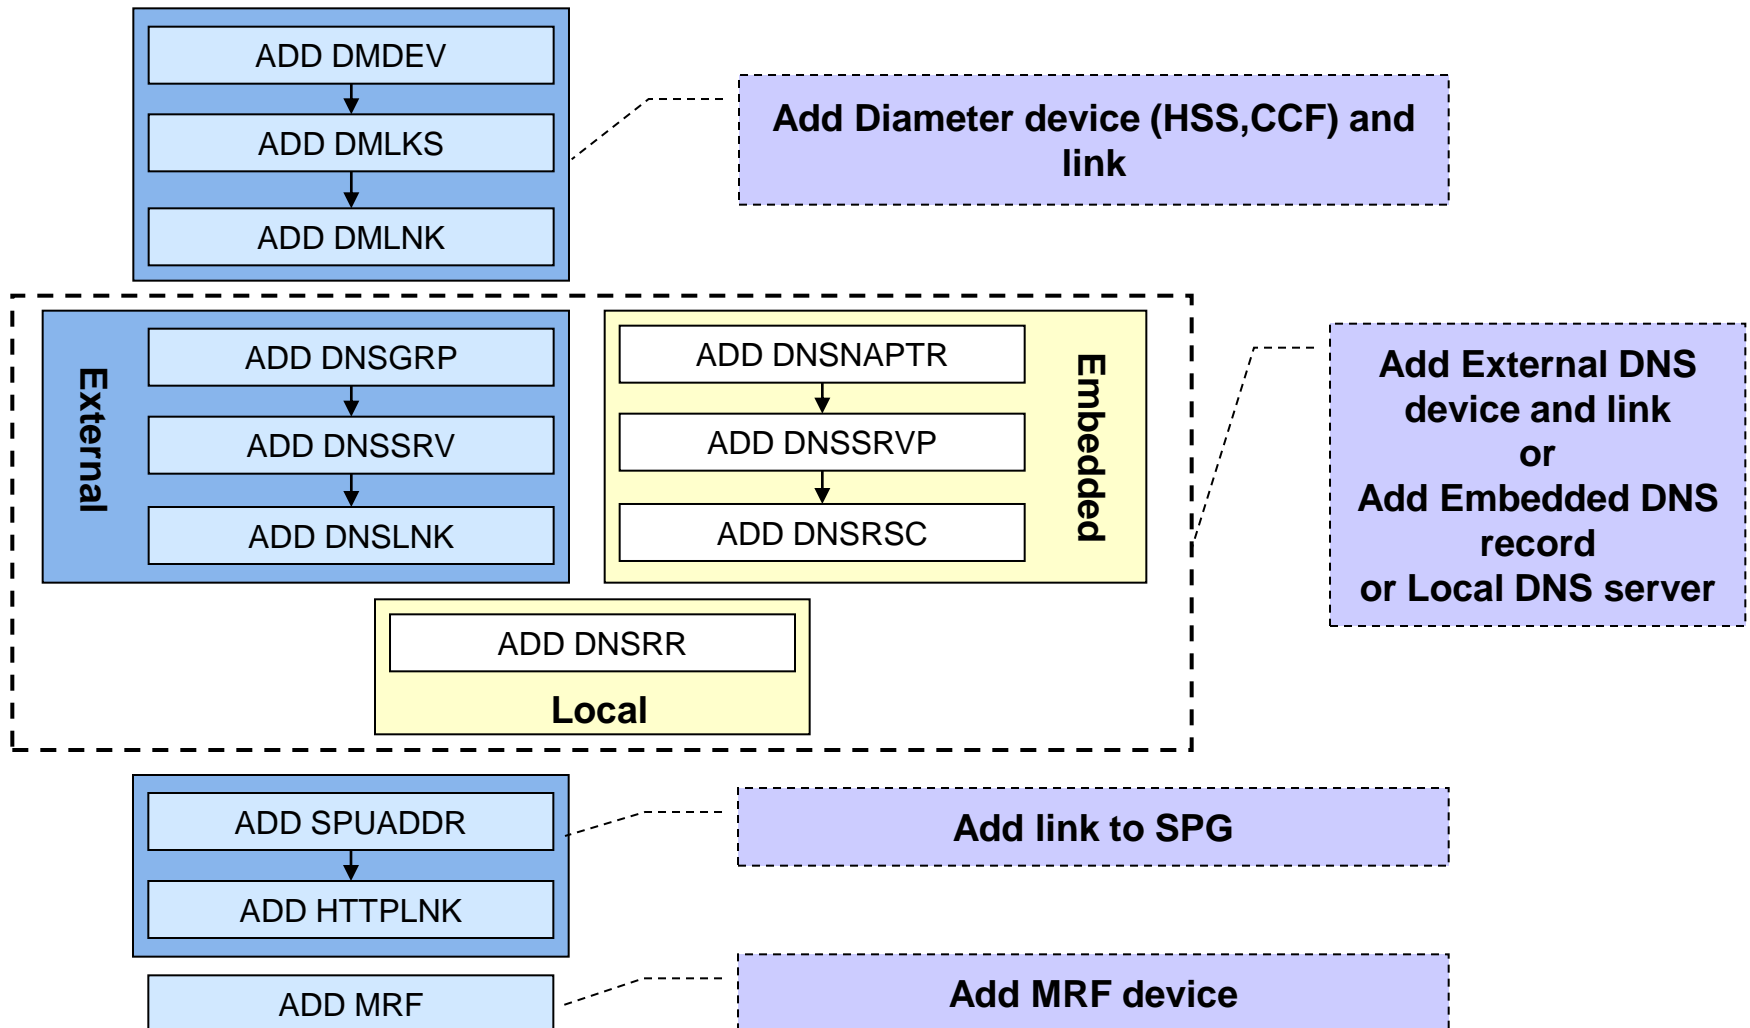 ADD DMDEV
ADD DMLKS
ADD DMLNK
Add Diameter device (HSS,CCF) and
link
External
ADD DNSGRP
ADD DNSSRV
ADD DNSLNK
ADD DNSNAPTR
ADD DNSSRVP
ADD DNSRSC
Embedded
ADD DNSRR
Local
Add External DNS
device and link
or
Add Embedded DNS
record
or Local DNS server
ADD SPUADDR
ADD HTTPLNK
Add link to SPG
ADD MRF
Add MRF device